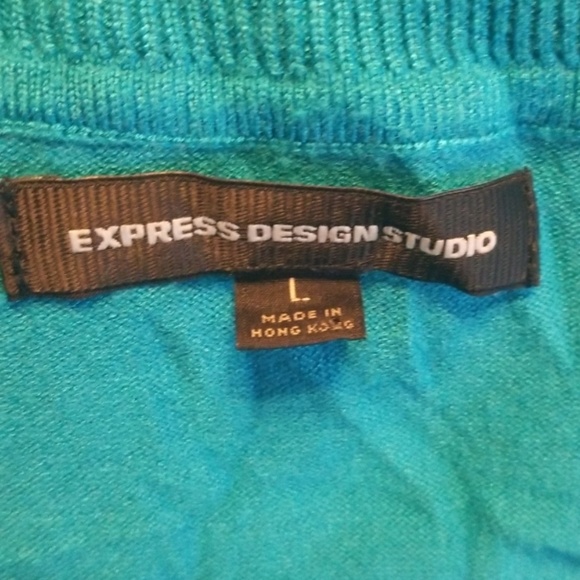 EXPRESS DESIGN STUDIO
L
MADE IN
HONG KONG